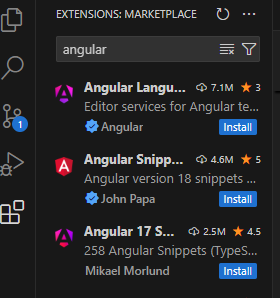 EXTENSIONS: MARKETPLACE
angular
Angular Langu... 7.1M ★ 3
Editor services for Angular te...
Angular Install
Angular Snipp... 4.6M ★ 5
Angular version 18 snippets ...
John Papa Install
Angular 17 S... 2.5M ★ 4.5
258 Angular Snippets (TypeS...
Mikael Morlund Install
1